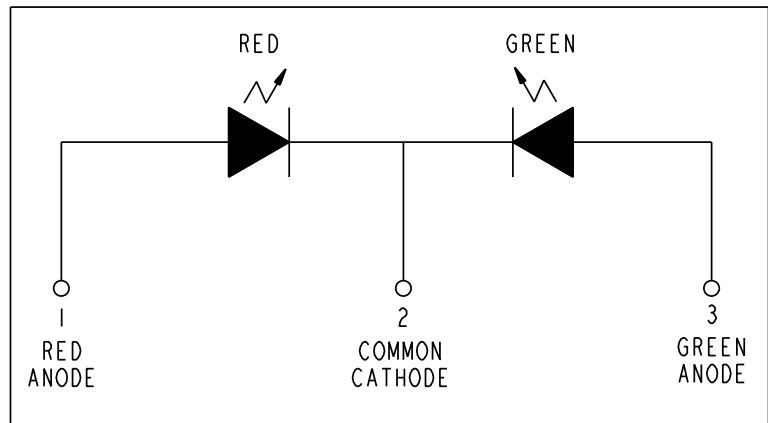 RED GREEN
1 2 3
RED ANODE
COMMON CATHODE
GREEN ANODE